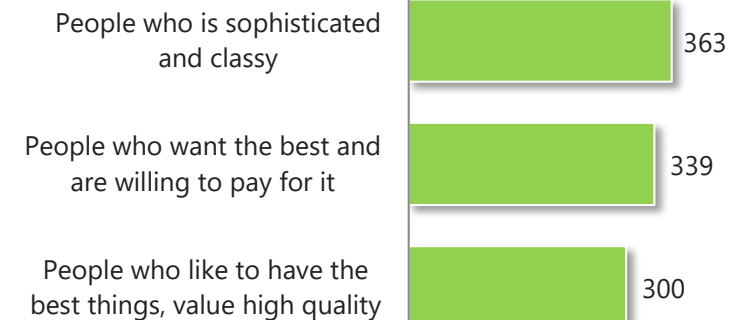 People who is sophisticated
and classy
363
People who want the best and
are willing to pay for it
339
People who like to have the
best things, value high quality
300